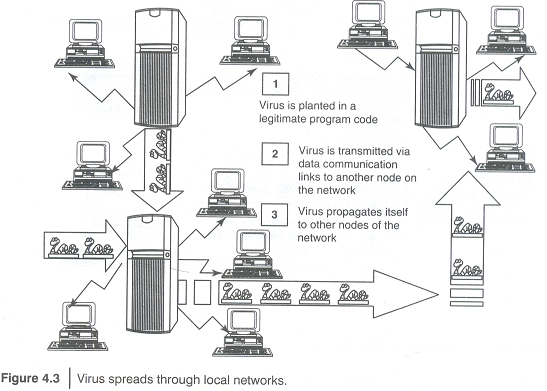 1
Virus is planted in a
legitimate program code
2
Virus is transmitted via
data communication
links to another node on
the network
3
Virus propagates itself
to other nodes of the
network
Figure 4.3 Virus spreads through local networks.